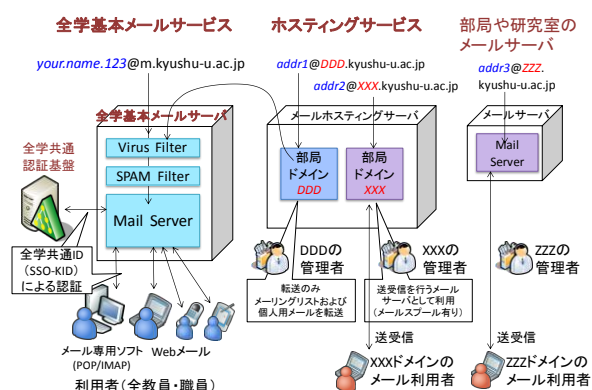 全学基本メールサービス
your.name.123@m.kyushu-u.ac.jp
全学基本メールサーバ
Virus Filter
SPAM Filter
Mail Server
全学共通
認証基盤
全学共通ID
(SSO-KID)
による認証
メール専用ソフト
(POP/IMAP)
Webメール
利用者(全教員・職員)
ホスティングサービス
addr1@DDD.kyushu-u.ac.jp
addr2@XXX.kyushu-u.ac.jp
メールホスティングサーバ
部局
ドメイン
DDD
部局
ドメイン
XXX
DDDの
管理者
XXXの
管理者
転送のみ
メーリングリストおよび
個人用メールを転送
送受信を行うメール
サーバとして利用
(メールスプール有り)
送受信
XXXドメインの
メール利用者
部局や研究室の
メールサーバ
addr3@ZZZ.
kyushu-u.ac.jp
メールサーバ
Mail
Server
ZZZの
管理者
送受信
ZZZドメインの
メール利用者